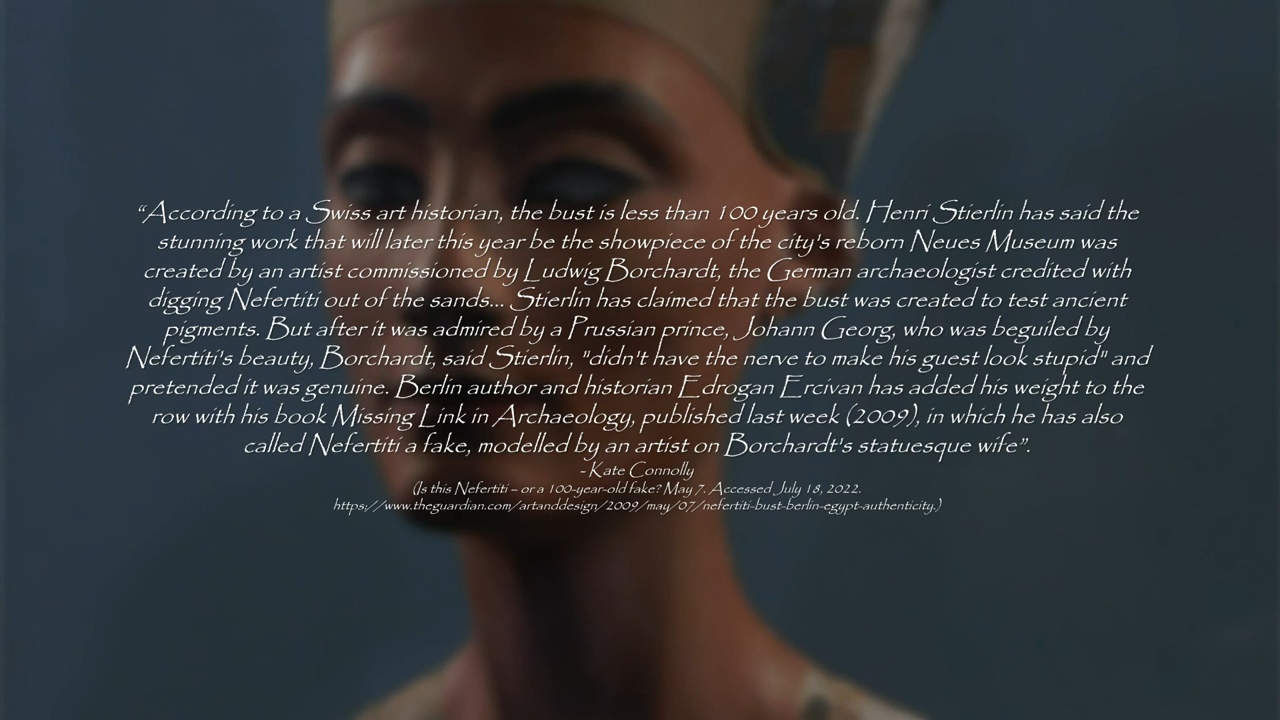 “According to a Swiss art historian, the bust is less than 100 years old. Henri Stierlin has said the
stunning work that will later this year be the showpiece of the city's reborn Neues Museum was
created by an artist commissioned by Ludwig Borchardt, the German archaeologist credited with
digging Nefertiti out of the sands... Stierlin has claimed that the bust was created to test ancient
pigments. But after it was admired by a Prussian prince, Johann Georg, who was beguiled by
Nefertiti's beauty, Borchardt, said Stierlin, "didn't have the nerve to make his guest look stupid" and
pretended it was genuine. Berlin author and historian Edrogan Ercivan has added his weight to the
row with his book Missing Link in Archaeology, published last week (2009), in which he has also
called Nefertiti a fake, modelled by an artist on Borchardt's statuesque wife”.
- Kate Connolly
(Is this Nefertiti – or a 100-year-old fake? May 7. Accessed July 18, 2022.
https://www.theguardian.com/artanddesign/2009/may/07/nefertiti-bust-berlin-egypt-authenticity.)